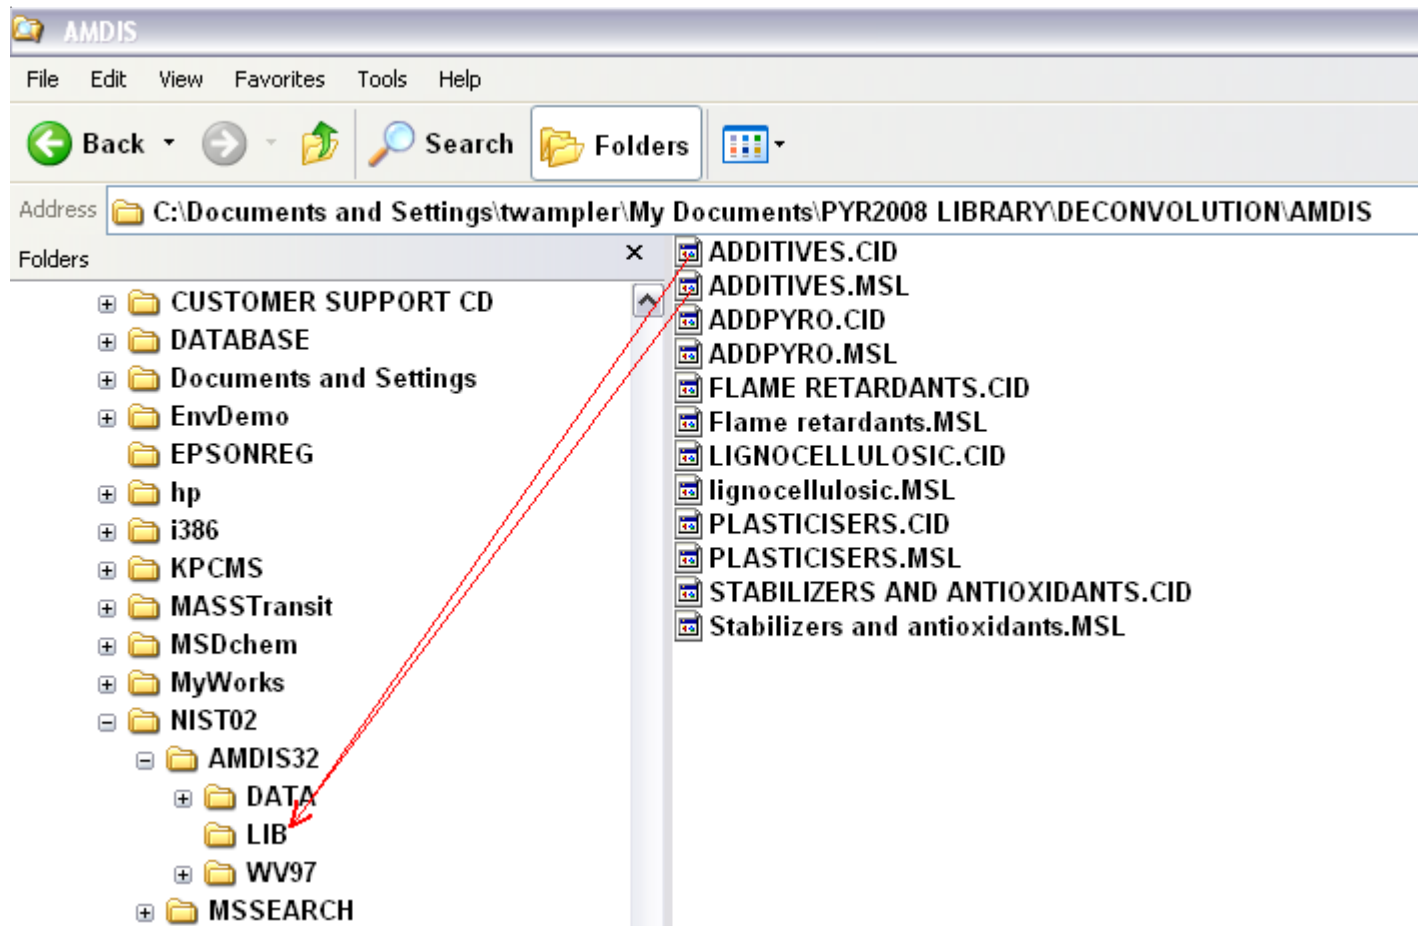 AMDIS
File Edit View Favorites Tools Help
Back Search Folders
Address C:\Documents and Settings\twampler\My Documents\PYR2008 LIBRARY\DECONVOLUTION\AMDIS
Folders
CUSTOMER SUPPORT CD
DATABASE
Documents and Settings
EnvDemo
EPSONREG
hp
i386
KPCMS
MASSTransit
MSDchem
MyWorks
NIST02
AMDIS32
DATA
LIB
WV97
MSSEARCH
ADDITIVES.CID
ADDITIVES.MSL
ADDPYRO.CID
ADDPYRO.MSL
FLAME RETARDANTS.CID
Flame retardants.MSL
LIGNOCELLULOSIC.CID
lignocellulosic.MSL
PLASTICISERS.CID
PLASTICISERS.MSL
STABILIZERS AND ANTIOXIDANTS.CID
Stabilizers and antioxidants.MSL